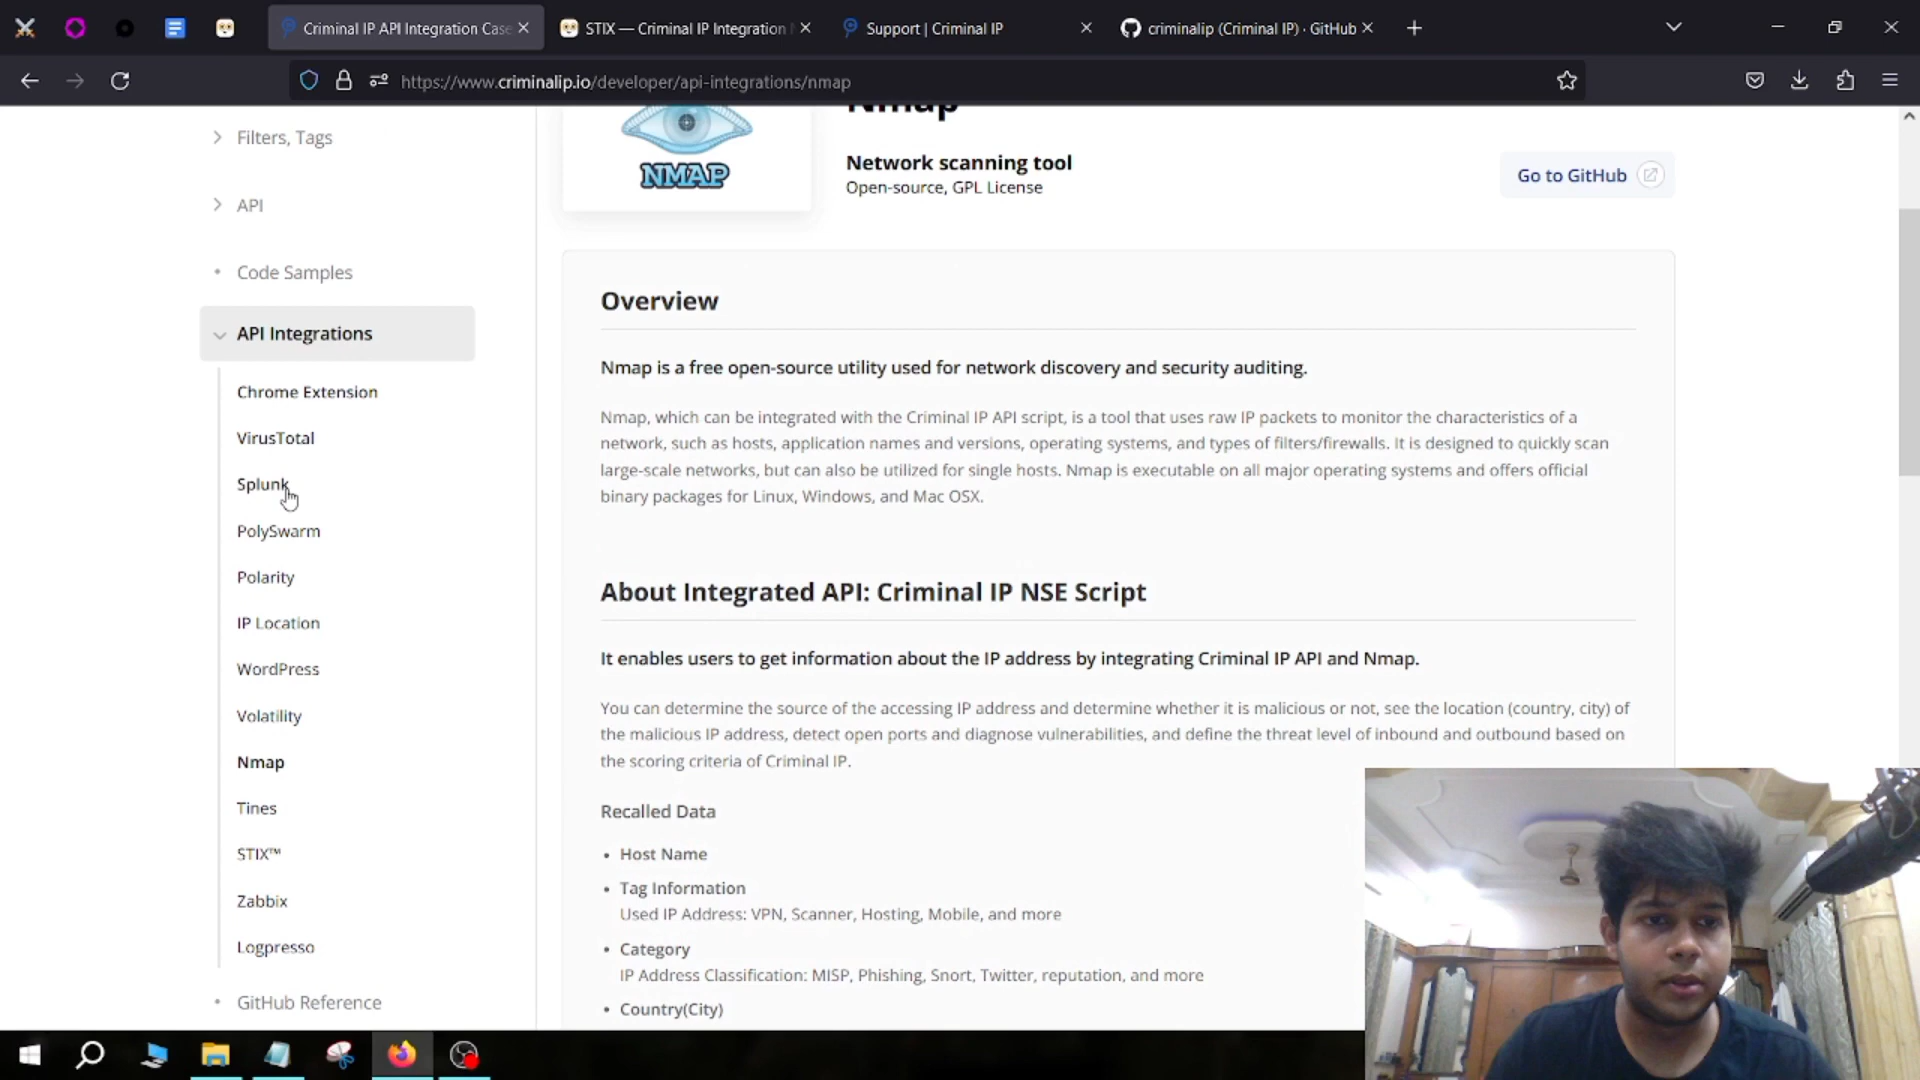 Criminal IP API Integration Case
STIX — Criminal IP Integration
Support | Criminal IP
criminalip (Criminal IP) · GitHub
https://www.criminalip.io/developer/api-integrations/nmap
Filters, Tags
API
Code Samples
API Integrations
Chrome Extension
VirusTotal
Splunk
PolySwarm
Polarity
IP Location
WordPress
Volatility
Nmap
Tines
STIX™
Zabbix
Logpresso
GitHub Reference
NMAP
Nmap
Network scanning tool
Open-source, GPL License
Go to GitHub
Overview
Nmap is a free open-source utility used for network discovery and security auditing.
Nmap, which can be integrated with the Criminal IP API script, is a tool that uses raw IP packets to monitor the characteristics of a
network, such as hosts, application names and versions, operating systems, and types of filters/firewalls. It is designed to quickly scan
large-scale networks, but can also be utilized for single hosts. Nmap is executable on all major operating systems and offers official
binary packages for Linux, Windows, and Mac OSX.
About Integrated API: Criminal IP NSE Script
It enables users to get information about the IP address by integrating Criminal IP API and Nmap.
You can determine the source of the accessing IP address and determine whether it is malicious or not, see the location (country, city) of
the malicious IP address, detect open ports and diagnose vulnerabilities, and define the threat level of inbound and outbound based on
the scoring criteria of Criminal IP.
Recalled Data
• Host Name
• Tag Information
Used IP Address: VPN, Scanner, Hosting, Mobile, and more
• Category
IP Address Classification: MISP, Phishing, Snort, Twitter, reputation, and more
• Country(City)